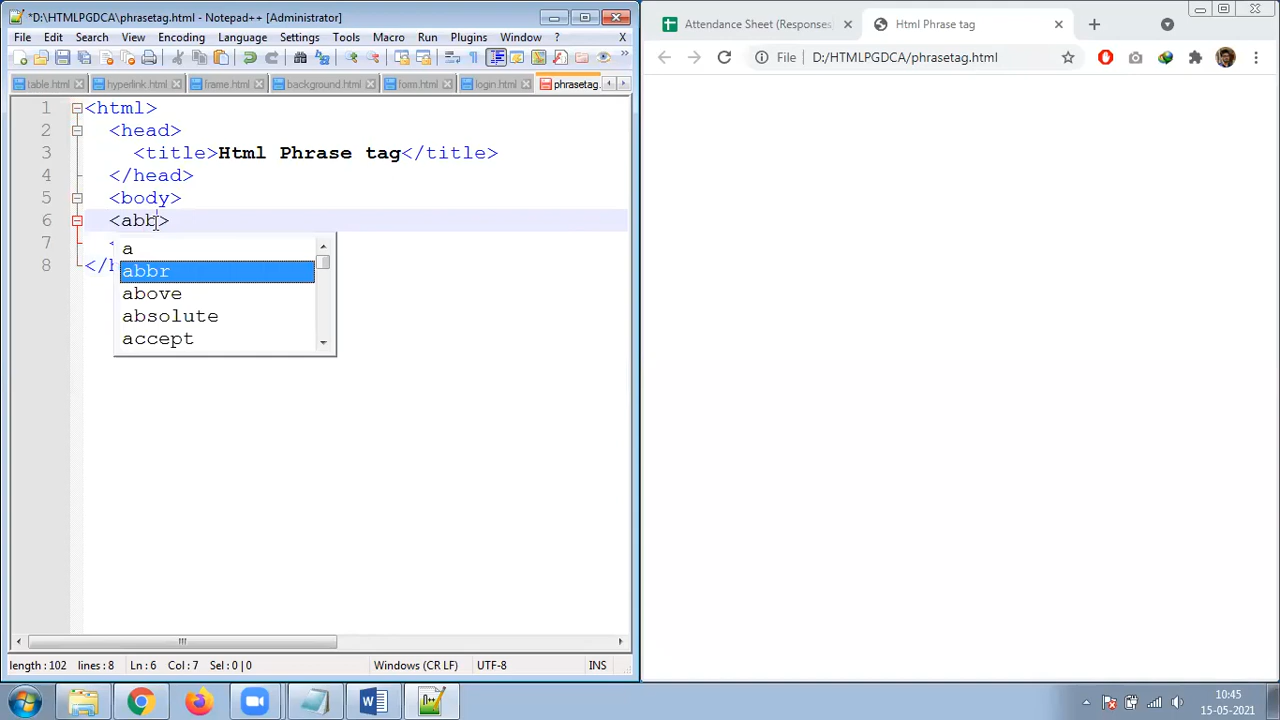 *D:\HTMLPGDCA\phrasetag.html - Notepad++ [Administrator]
File Edit Search View Encoding Language Settings Tools Macro Run Plugins Window ? X
table.html hyperlink.html frame.html background.html form.html login.html phrasetag.
1 <html>
2 <head>
3 <title>Html Phrase tag</title>
4 </head>
5 <body>
6 <abb>
7 <
8 </h
a
abbr
above
absolute
accept
length : 102 lines : 8 Ln : 6 Col : 7 Sel : 0 | 0 Windows (CR LF) UTF-8 INS
Attendance Sheet (Responses Html Phrase tag
File D:/HTMLPGDCA/phrasetag.html
10:45
15-05-2021